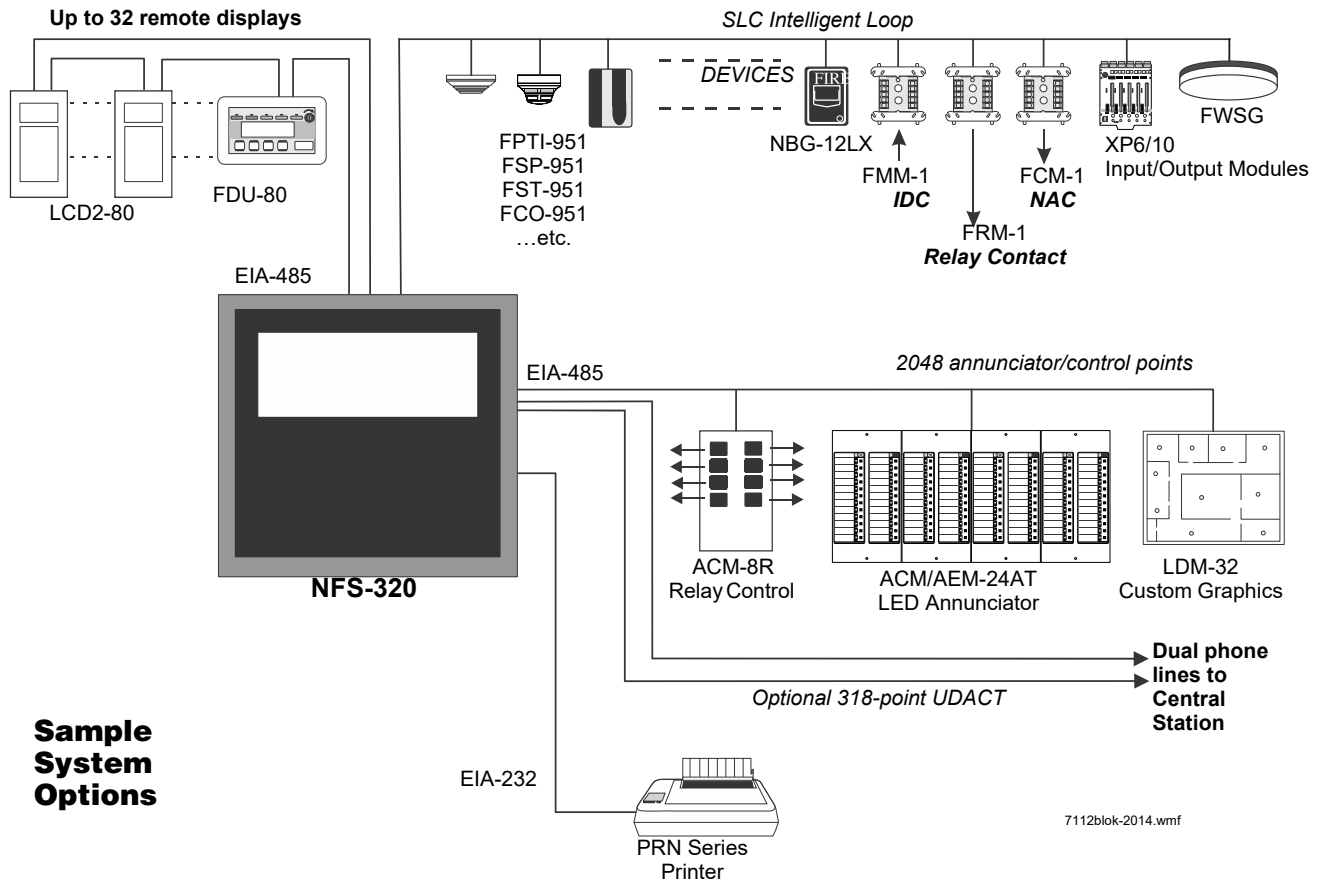 Up to 32 remote displays
SLC Intelligent Loop
DEVICES
FIR
FPTI-951
FSP-951
FST-951
FCO-951
…etc.
NBG-12LX
FMM-1
IDC
FRM-1
Relay Contact
FCM-1
NAC
XP6/10
Input/Output Modules
FWSG
LCD2-80
FDU-80
EIA-485
NFS-320
EIA-485
2048 annunciator/control points
ACM-8R
Relay Control
ACM/AEM-24AT
LED Annunciator
LDM-32
Custom Graphics
Dual phone
lines to
Central
Station
Optional 318-point UDACT
Sample
System
Options
EIA-232
PRN Series
Printer
7112blok-2014.wmf